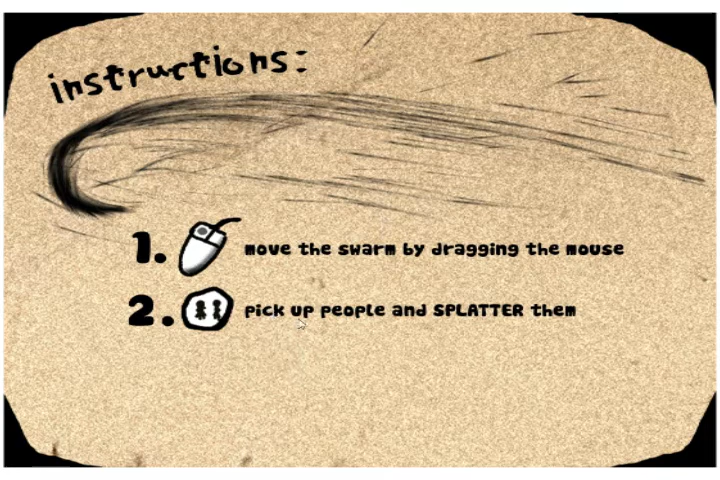 instructions:
1. move the swarm by dragging the mouse
2. pick up people and SPLATTER them